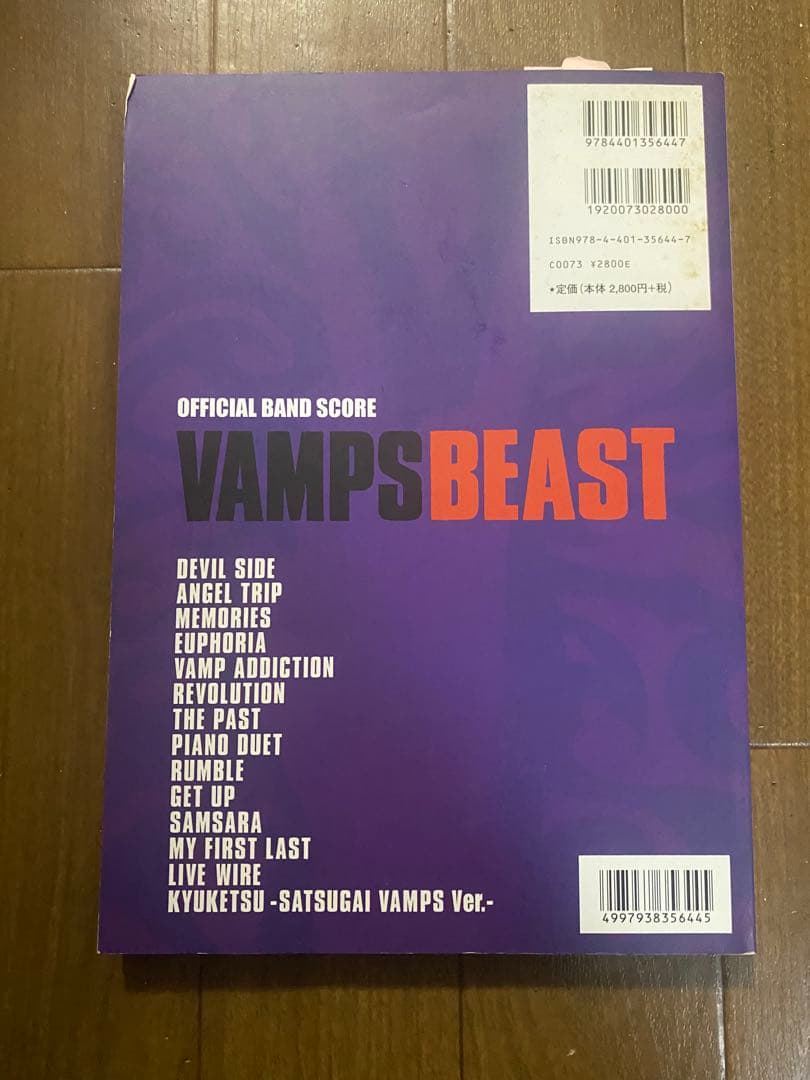 9784401356447
1920073028000
ISBN978-4-401-35644-7
C0073 ¥2800E
★定価(本体 2,800円+税)
OFFICIAL BAND SCORE
VAMPSBEAST
DEVIL SIDE
ANGEL TRIP
MEMORIES
EUPHORIA
VAMP ADDICTION
REVOLUTION
THE PAST
PIANO DUET
RUMBLE
GET UP
SAMSARA
MY FIRST LAST
LIVE WIRE
KYUKETSU -SATSUGAI VAMPS Ver.-
4997938356445